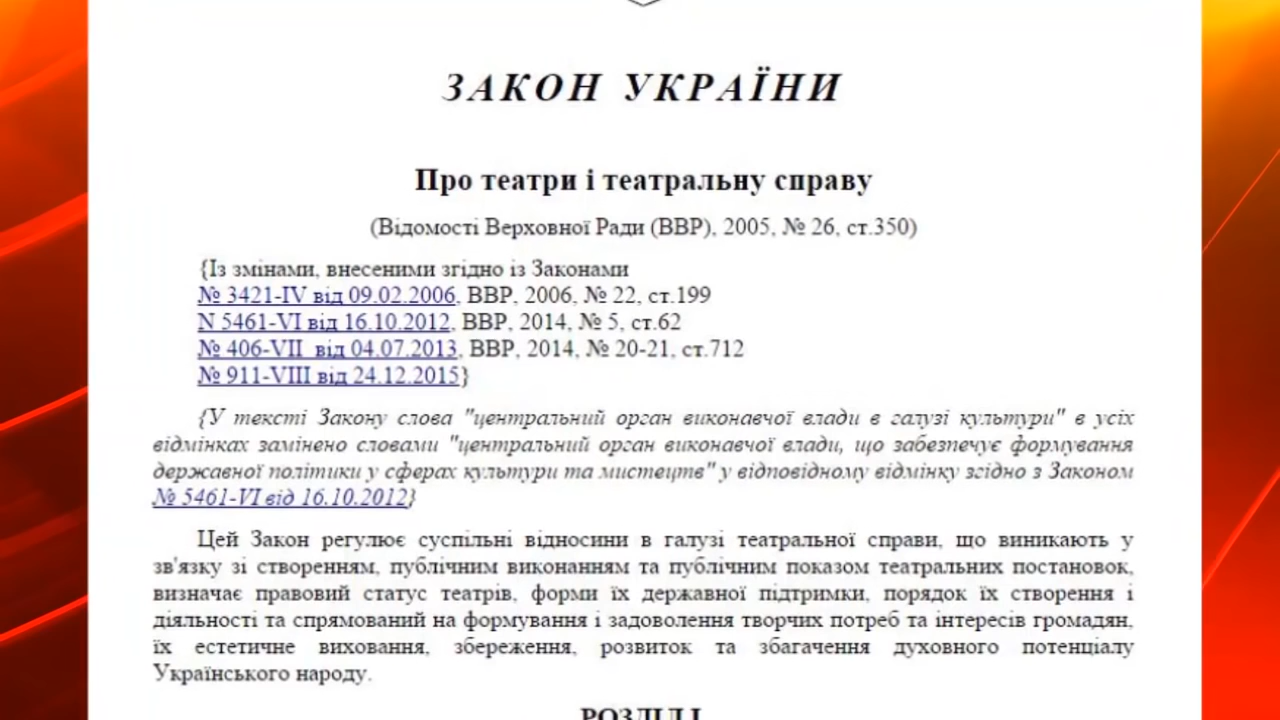 ЗАКОН УКРАЇНИ
Про театри і театральну справу
(Відомості Верховної Ради (ВВР), 2005, № 26, ст.350)
{Із змінами, внесеними згідно із Законами
№ 3421-IV від 09.02.2006, ВВР, 2006, № 22, ст.199
N 5461-VI від 16.10.2012, ВВР, 2014, № 5, ст.62
№ 406-VII від 04.07.2013, ВВР, 2014, № 20-21, ст.712
№ 911-VIII від 24.12.2015}
{У тексті Закону слова "центральний орган виконавчої влади в галузі культури" в усіх
відмінках замінено словами "центральний орган виконавчої влади, що забезпечує формування
державної політики у сферах культури та мистецтв" у відповідному відмінку згідно з Законом
№ 5461-VI від 16.10.2012}
Цей Закон регулює суспільні відносини в галузі театральної справи, що виникають у
зв'язку зі створенням, публічним виконанням та публічним показом театральних постановок,
визначає правовий статус театрів, форми їх державної підтримки, порядок їх створення і
діяльності та спрямований на формування і задоволення творчих потреб та інтересів громадян,
їх естетичне виховання, збереження, розвиток та збагачення духовного потенціалу
Українського народу.
РОЗДІЛ I